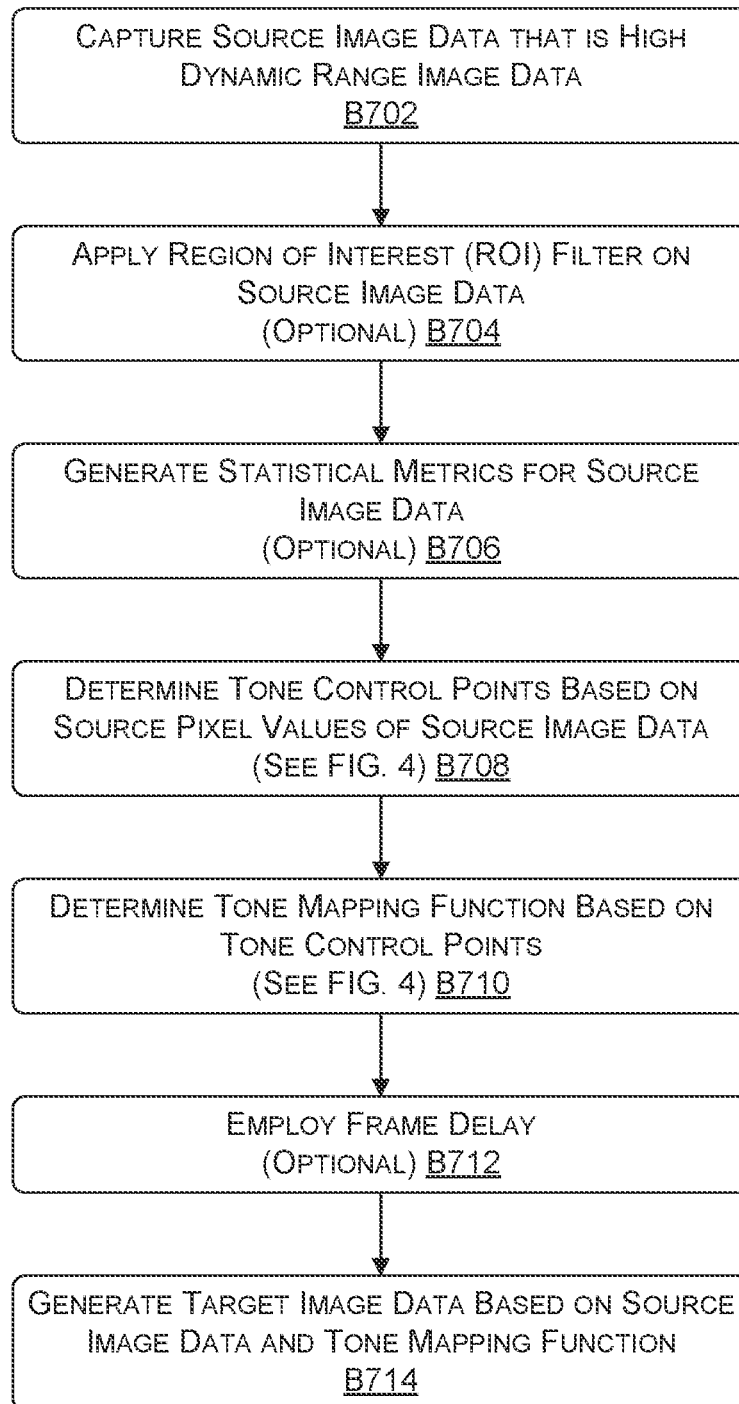 CAPTURE SOURCE IMAGE DATA THAT IS HIGH
DYNAMIC RANGE IMAGE DATA
B702
APPLY REGION OF INTEREST (ROI) FILTER ON
SOURCE IMAGE DATA
(OPTIONAL) B704
GENERATE STATISTICAL METRICS FOR SOURCE
IMAGE DATA
(OPTIONAL) B706
DETERMINE TONE CONTROL POINTS BASED ON
SOURCE PIXEL VALUES OF SOURCE IMAGE DATA
(SEE FIG. 4) B708
DETERMINE TONE MAPPING FUNCTION BASED ON
TONE CONTROL POINTS
(SEE FIG. 4) B710
EMPLOY FRAME DELAY
(OPTIONAL) B712
GENERATE TARGET IMAGE DATA BASED ON SOURCE
IMAGE DATA AND TONE MAPPING FUNCTION
B714